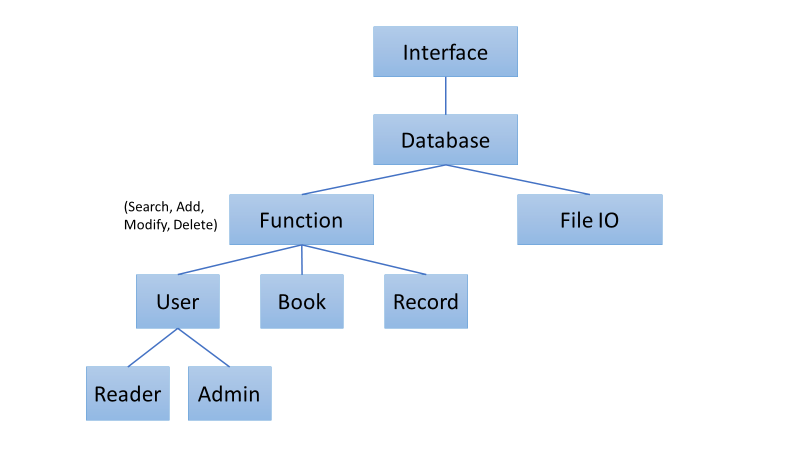 Interface
Database
(Search, Add,
Modify, Delete)
Function
File IO
User
Book
Record
Reader
Admin